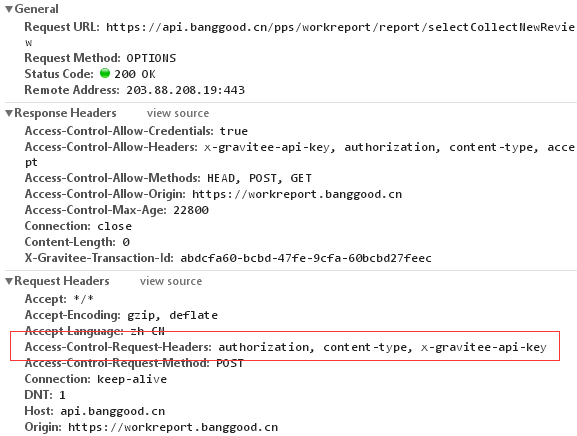 General
Request URL: https://api.banggood.cn/pps/workreport/report/selectCollectNewRevie
w
Request Method: OPTIONS
Status Code: 200 OK
Remote Address: 203.88.208.19:443
Response Headers view source
Access-Control-Allow-Credentials: true
Access-Control-Allow-Headers: x-gravitee-api-key, authorization, content-type, acce
pt
Access-Control-Allow-Methods: HEAD, POST, GET
Access-Control-Allow-Origin: https://workreport.banggood.cn
Access-Control-Max-Age: 22800
Connection: close
Content-Length: 0
X-Gravitee-Transaction-Id: abdcfa60-bcbd-47fe-9cfa-60bcbd27feec
Request Headers view source
Accept: */*
Accept-Encoding: gzip, deflate
Accept-Language: zh-CN
Access-Control-Request-Headers: authorization, content-type, x-gravitee-api-key
Access-Control-Request-Method: POST
Connection: keep-alive
DNT: 1
Host: api.banggood.cn
Origin: https://workreport.banggood.cn